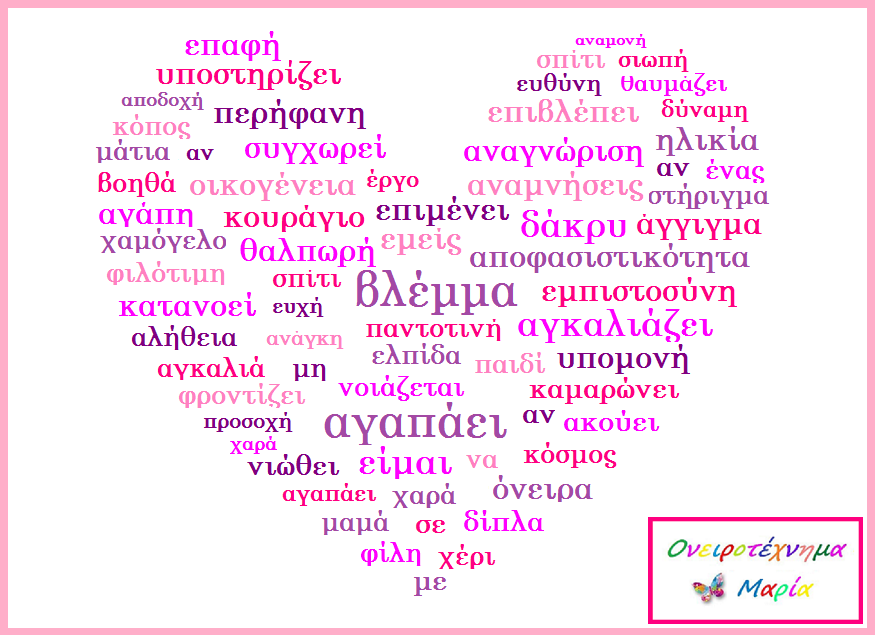 επαφή
αναμονή
υποστηρίζει
σπίτι σιωπή
ευθύνη θαυμάζει
αποδοχή περήφανη
επιβλέπει δύναμη
κόπος
μάτια αν συγχωρεί
αναγνώριση ηλικία
βοηθά οικογένεια έργο
αναμνήσεις αν ένας
στήριγμα
αγάπη κουράγιο επιμένει δάκρυ άγγιγμα
χαμόγελο θαλπωρή εμείς αποφασιστικότητα
φιλότιμη σπίτι βλέμμα εμπιστοσύνη
κατανοεί ευχή
αλήθεια ανάγκη παντοτινή αγκαλιάζει
αγκαλιά μη ελπίδα παιδί υπομονή
φροντίζει νοιάζεται καμαρώνει
προσοχή αγαπάει αν ακούει
χαρά
νιώθει είμαι να κόσμος
αγαπάει χαρά όνειρα
μαμά σε δίπλα
φίλη χέρι
με
Ονειροτέχνημα
Μαρία